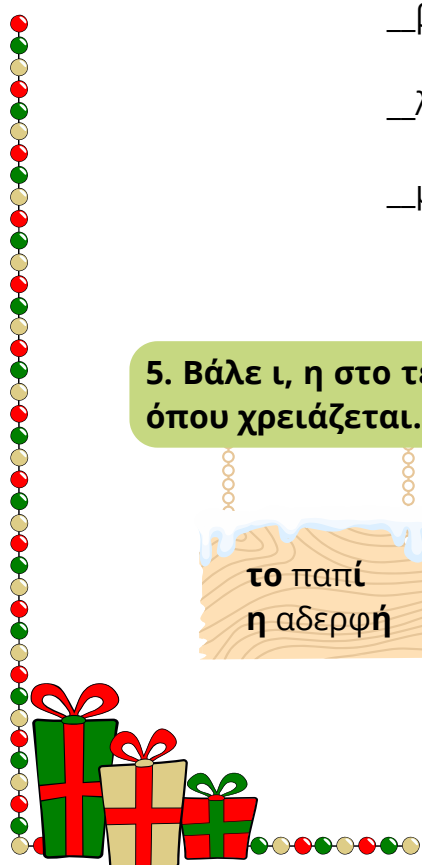 5. Βάλε ι, η στο
όπου χρειάζεται.
το παπί
η αδερφή